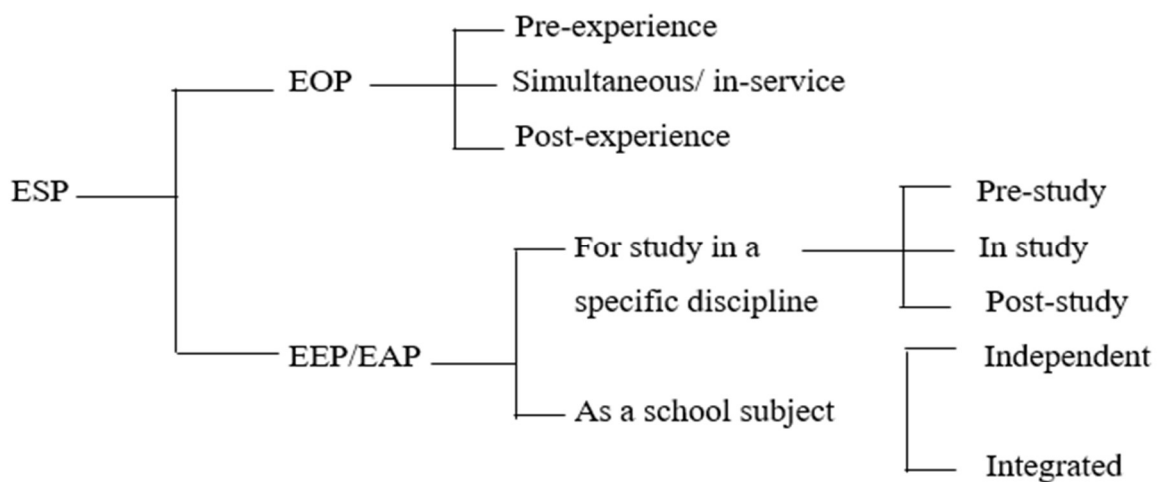 Pre-experience
EOP
Simultaneous/ in-service
Post-experience
ESP
Pre-study
For study in a
In study
specific discipline
Post-study
EEP/EAP
Independent
As a school subject
Integrated